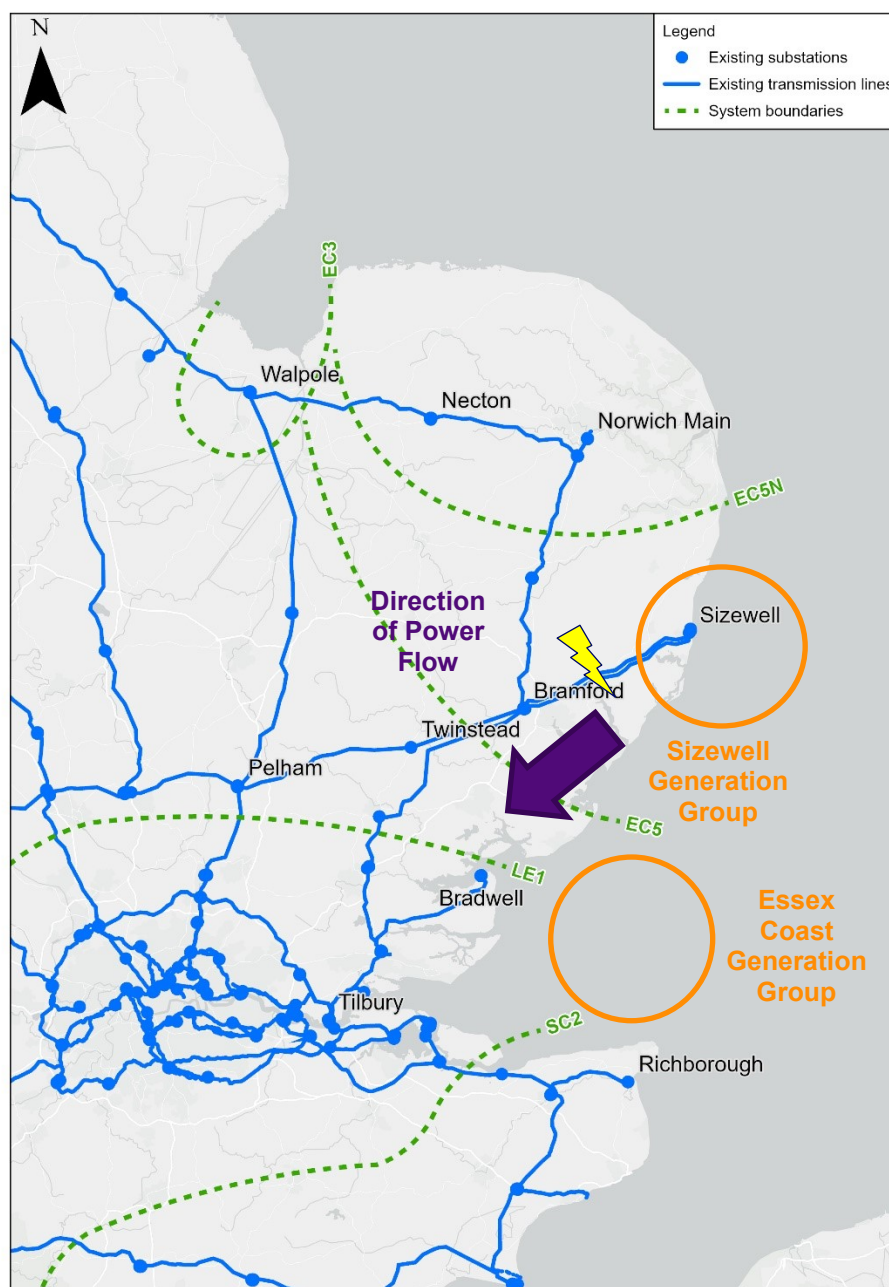 N
Legend
Existing substations
Existing transmission lines
System boundaries
EC3
Walpole
Necton
Norwich Main
EC5N
Direction
of Power
Flow
Sizewell
Bramford
Twinstead
Sizewell
Generation
Group
Pelham
EC5
LE1
Bradwell
Essex
Coast
Generation
Group
Tilbury
SC2
Richborough